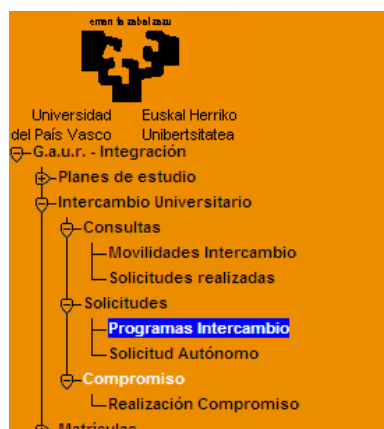 eman ta zabal zazu
Universidad Euskal Herriko
del País Vasco Unibertsitatea
G.a.u.r. - Integración
Planes de estudio
Intercambio Universitario
Consultas
Movilidades Intercambio
Solicitudes realizadas
Solicitudes
Programas Intercambio
Solicitud Autónomo
Compromiso
Realización Compromiso
Matrículas